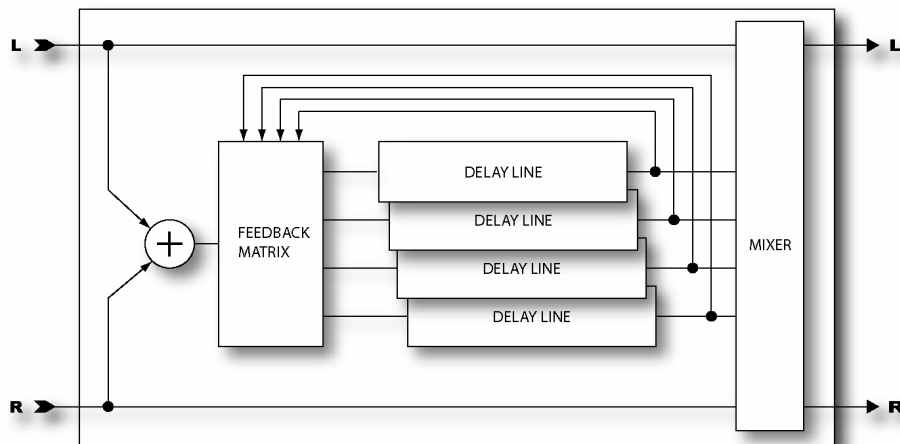 L
L
FEEDBACK
MATRIX
DELAY LINE
DELAY LINE
DELAY LINE
DELAY LINE
MIXER
R
R